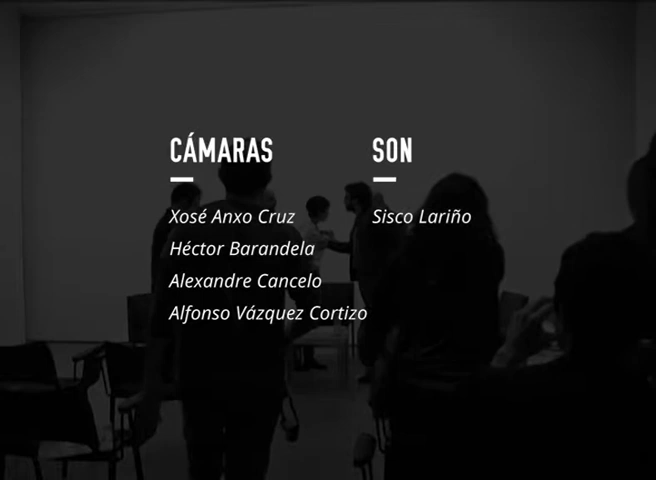 CÁMARAS
Xosé Anxo Cruz
Héctor Barandela
Alexandre Cancelo
Alfonso Vázquez Cortizo
SON
Sisco Lariño